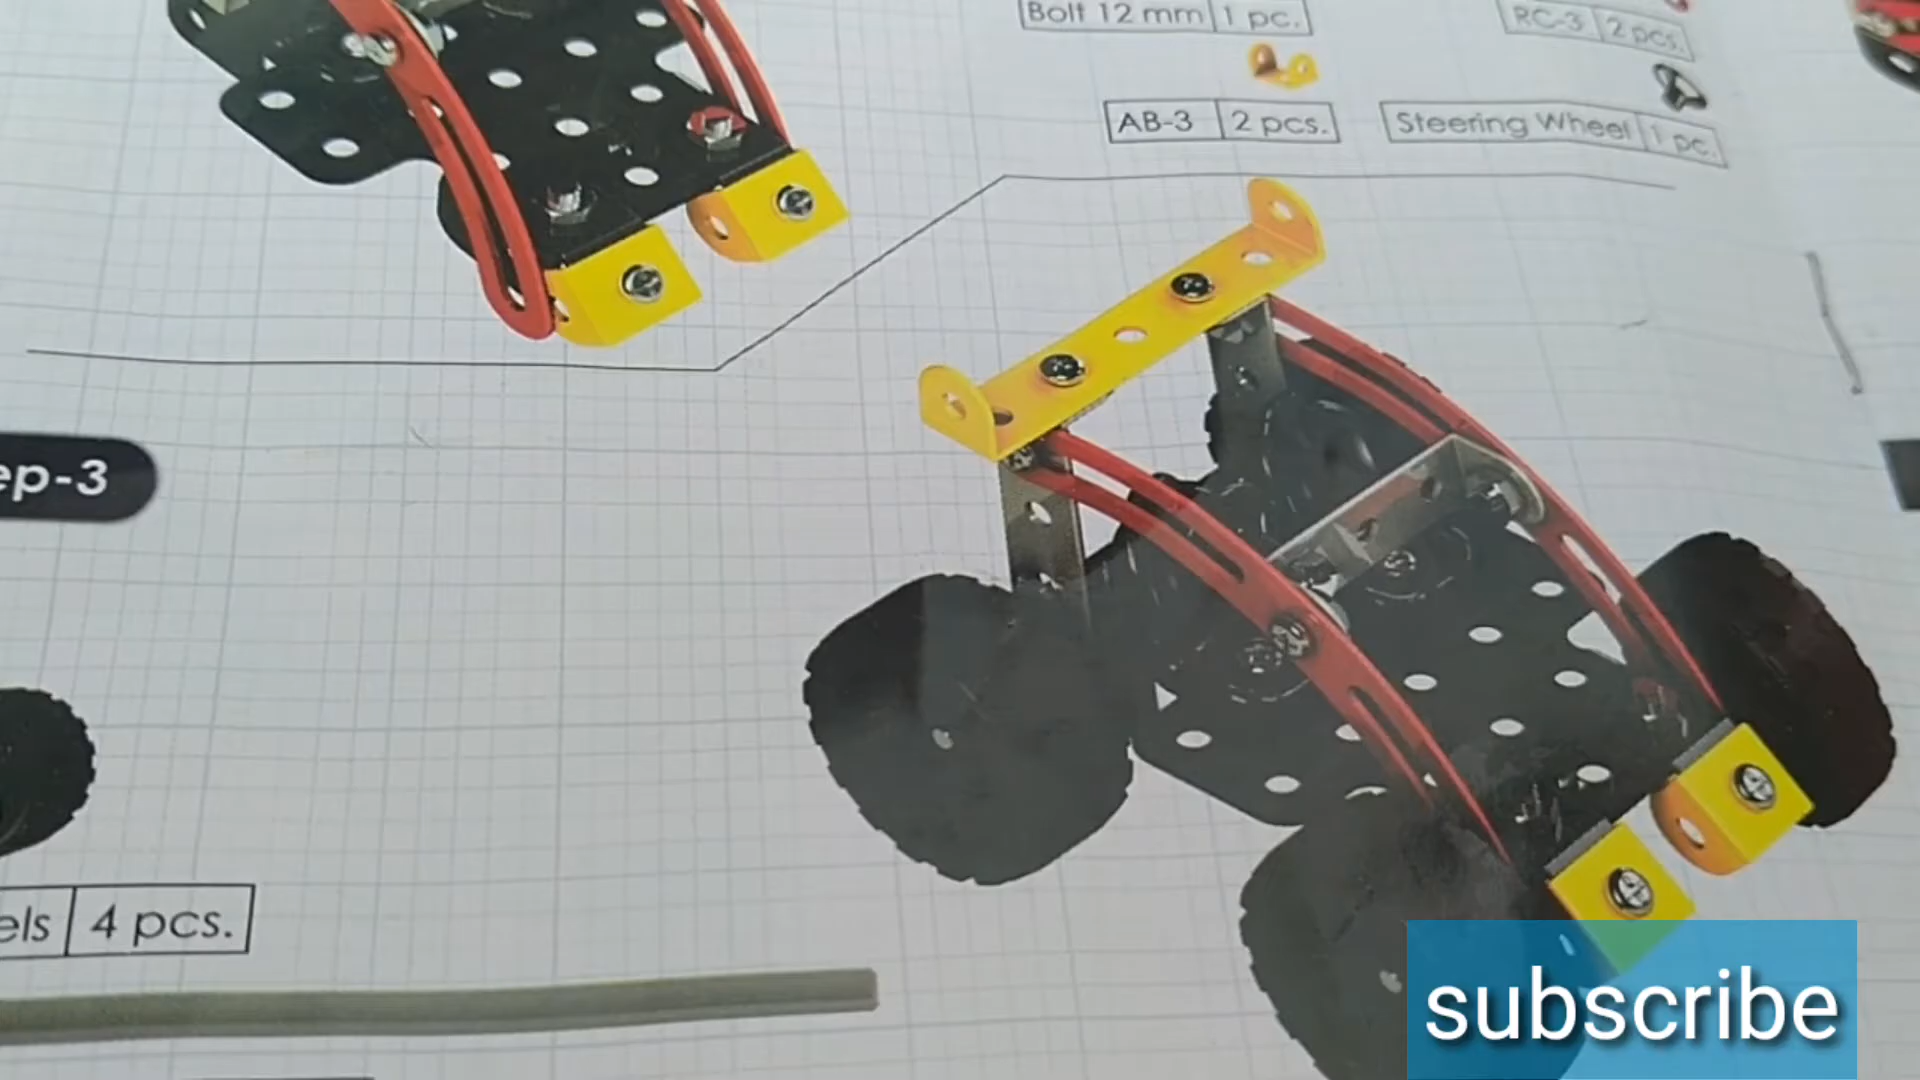 Bolt 12 mm 1 pc.
RC-3 2 pcs.
AB-3 2 pcs.
Steering Wheel 1 pc.
ep-3
els 4 pcs.
subscribe